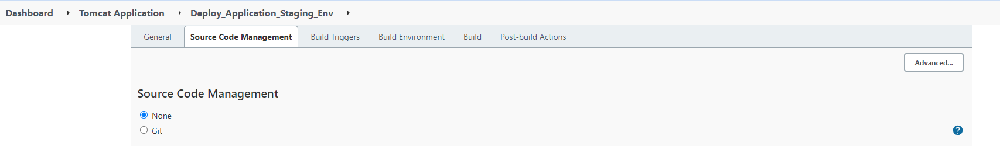 Dashboard Tomcat Application Deploy_Application_Staging_Env
General Source Code Management Build Triggers Build Environment Build Post-build Actions
Advanced...
Source Code Management
None
Git
?